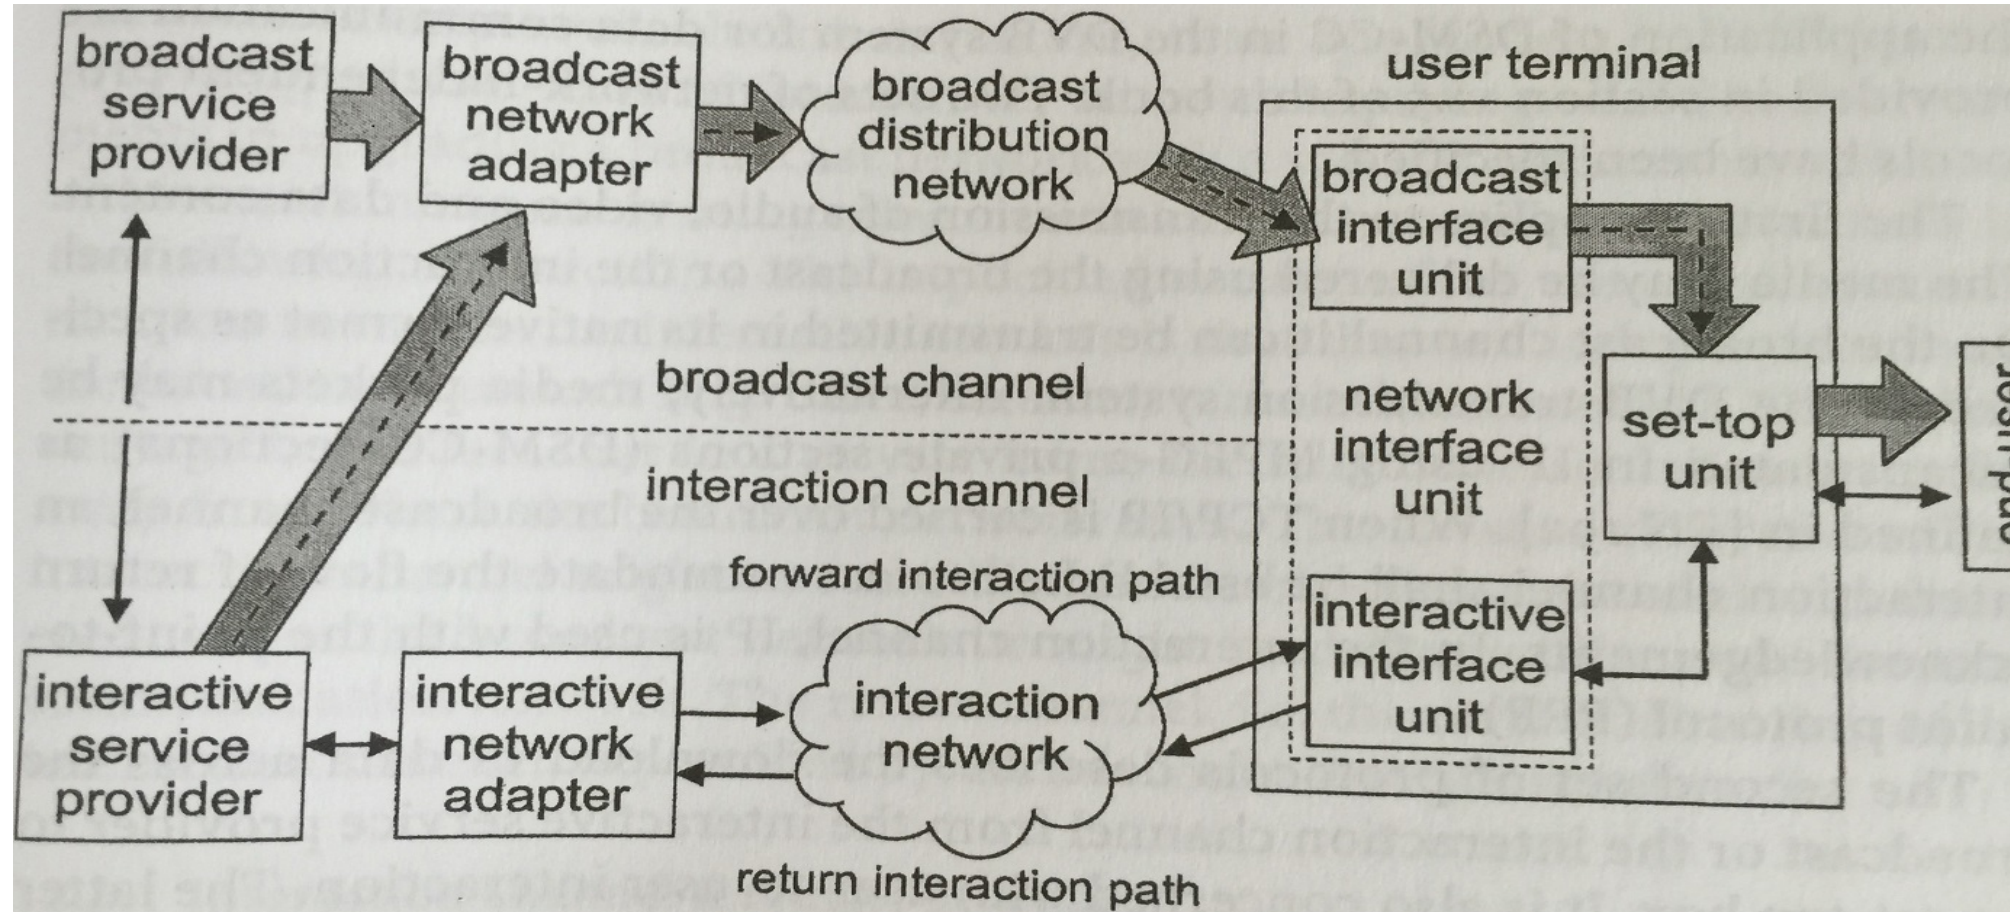 broadcast
service
provider
broadcast
network
adapter
broadcast
distribution
network
user terminal
broadcast
interface
unit
network
interface
unit
set-top
unit
broadcast channel
interaction channel
forward interaction path
interactive
interface
unit
interactive
service
provider
interactive
network
adapter
interaction
network
return interaction path